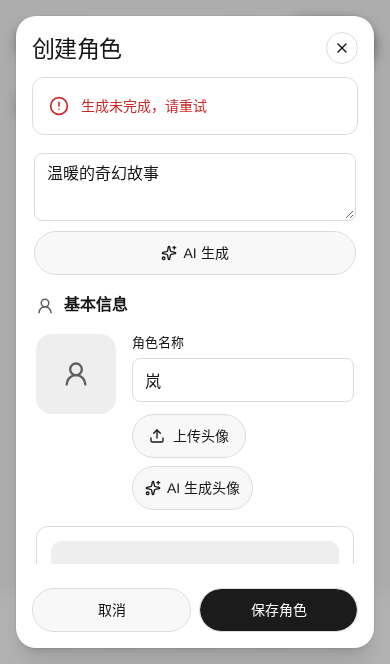 创建角色
生成未完成，请重试
温暖的奇幻故事
AI 生成
基本信息
角色名称
岚
上传头像
AI 生成头像
取消
保存角色